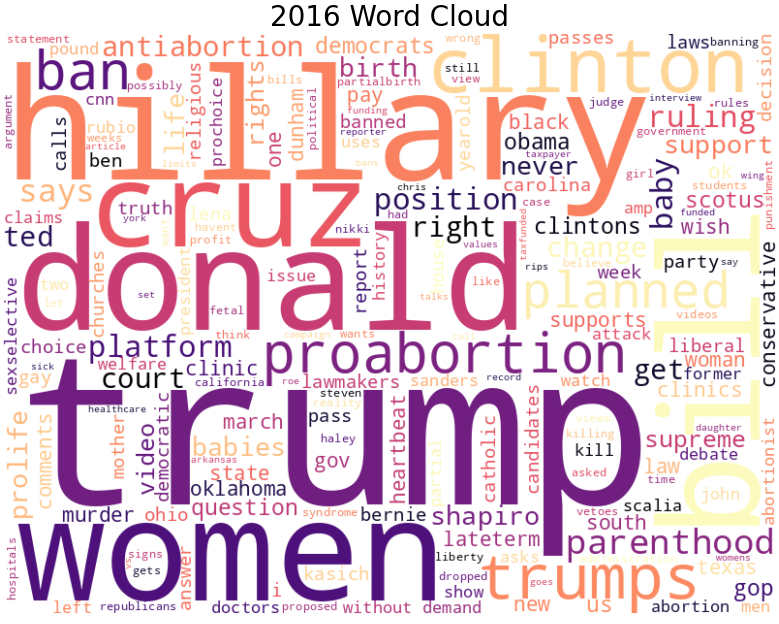 2016 Word Cloud
statement
wrong
passes
laws
banning
pound
antiabortion
democrats
clinton
decision
ban
possibly
birth
partialbirth
bills
still
view
hillary
argument
cnn
calls
rubio
weeks
article
ben
life
limits
religious
prochoice
rights
one
funding
dunham
political
reporter
bans
pay
banned
uses
yearold
black
obama
never
carolina
judge
interview
rules
government
ruling
support
taxpayer
girl
wing
students
punishment
says
cruz
chris
had
position
ok
baby
scotus
claims
truth
york
lena
havent
profit
want
nikki
right
case
amp
clintons
wish
ted
history
house
taxfunded
values
change
funded
party
say
bill
two
let
churches
president
issue
report
like
talks
rips
believe
week
conservative
donald
set
fetal
planned
videos
sexselective
choice
platform
think
campaign
wants
call
supports
attack
liberal
woman
gay
sick
welfare
clinic
proabortion
get
former
court
california
roe
lawmakers
sanders
record
watch
clinics
trump
healthcare
steven
reality
views
daughter
prolife
comments
mother
video
democratic
march
pass
haley
heartbeat
partial
catholic
candidates
killing
kill
asked
supreme
debate
babies
arkansas
gov
law
time
abortionist
state
oklahoma
scalia
john
murder
ohio
question
syndrome
bernie
shapiro
vetoes
south
women
hospitals
vs
signs
gets
answer
lateterm
liberty
asks
parenthood
womens
texas
kasich
dropped
trumps
goes
gop
left
republicans
doctors
i
proposed
without
demand
show
new
us
abortion
men